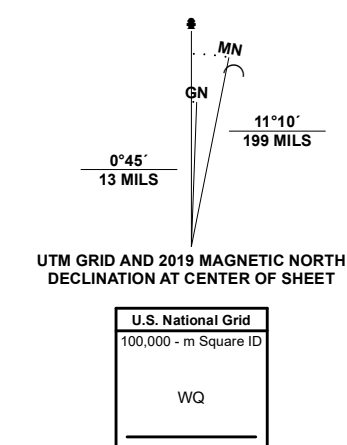 MN
GN
11°10´
199 MILS
0°45´
13 MILS
UTM GRID AND 2019 MAGNETIC NORTH
DECLINATION AT CENTER OF SHEET
U.S. National Grid
100,000 - m Square ID
WQ